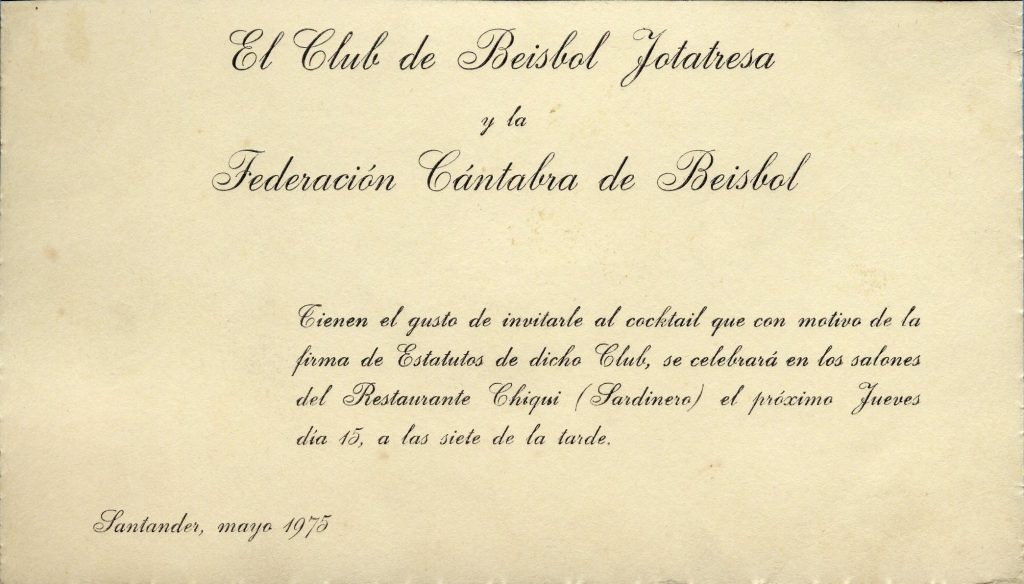 El Club de Beisbol Jotatresa
y la
Federación Cántabra de Beisbol
Tienen el gusto de invitarle al cocktail que con motivo de la
firma de Estatutos de dicho Club, se celebrará en los salones
del Restaurante Chiqui (Sardinero) el próximo Jueves
día 15, a las siete de la tarde.
Santander, mayo 1975